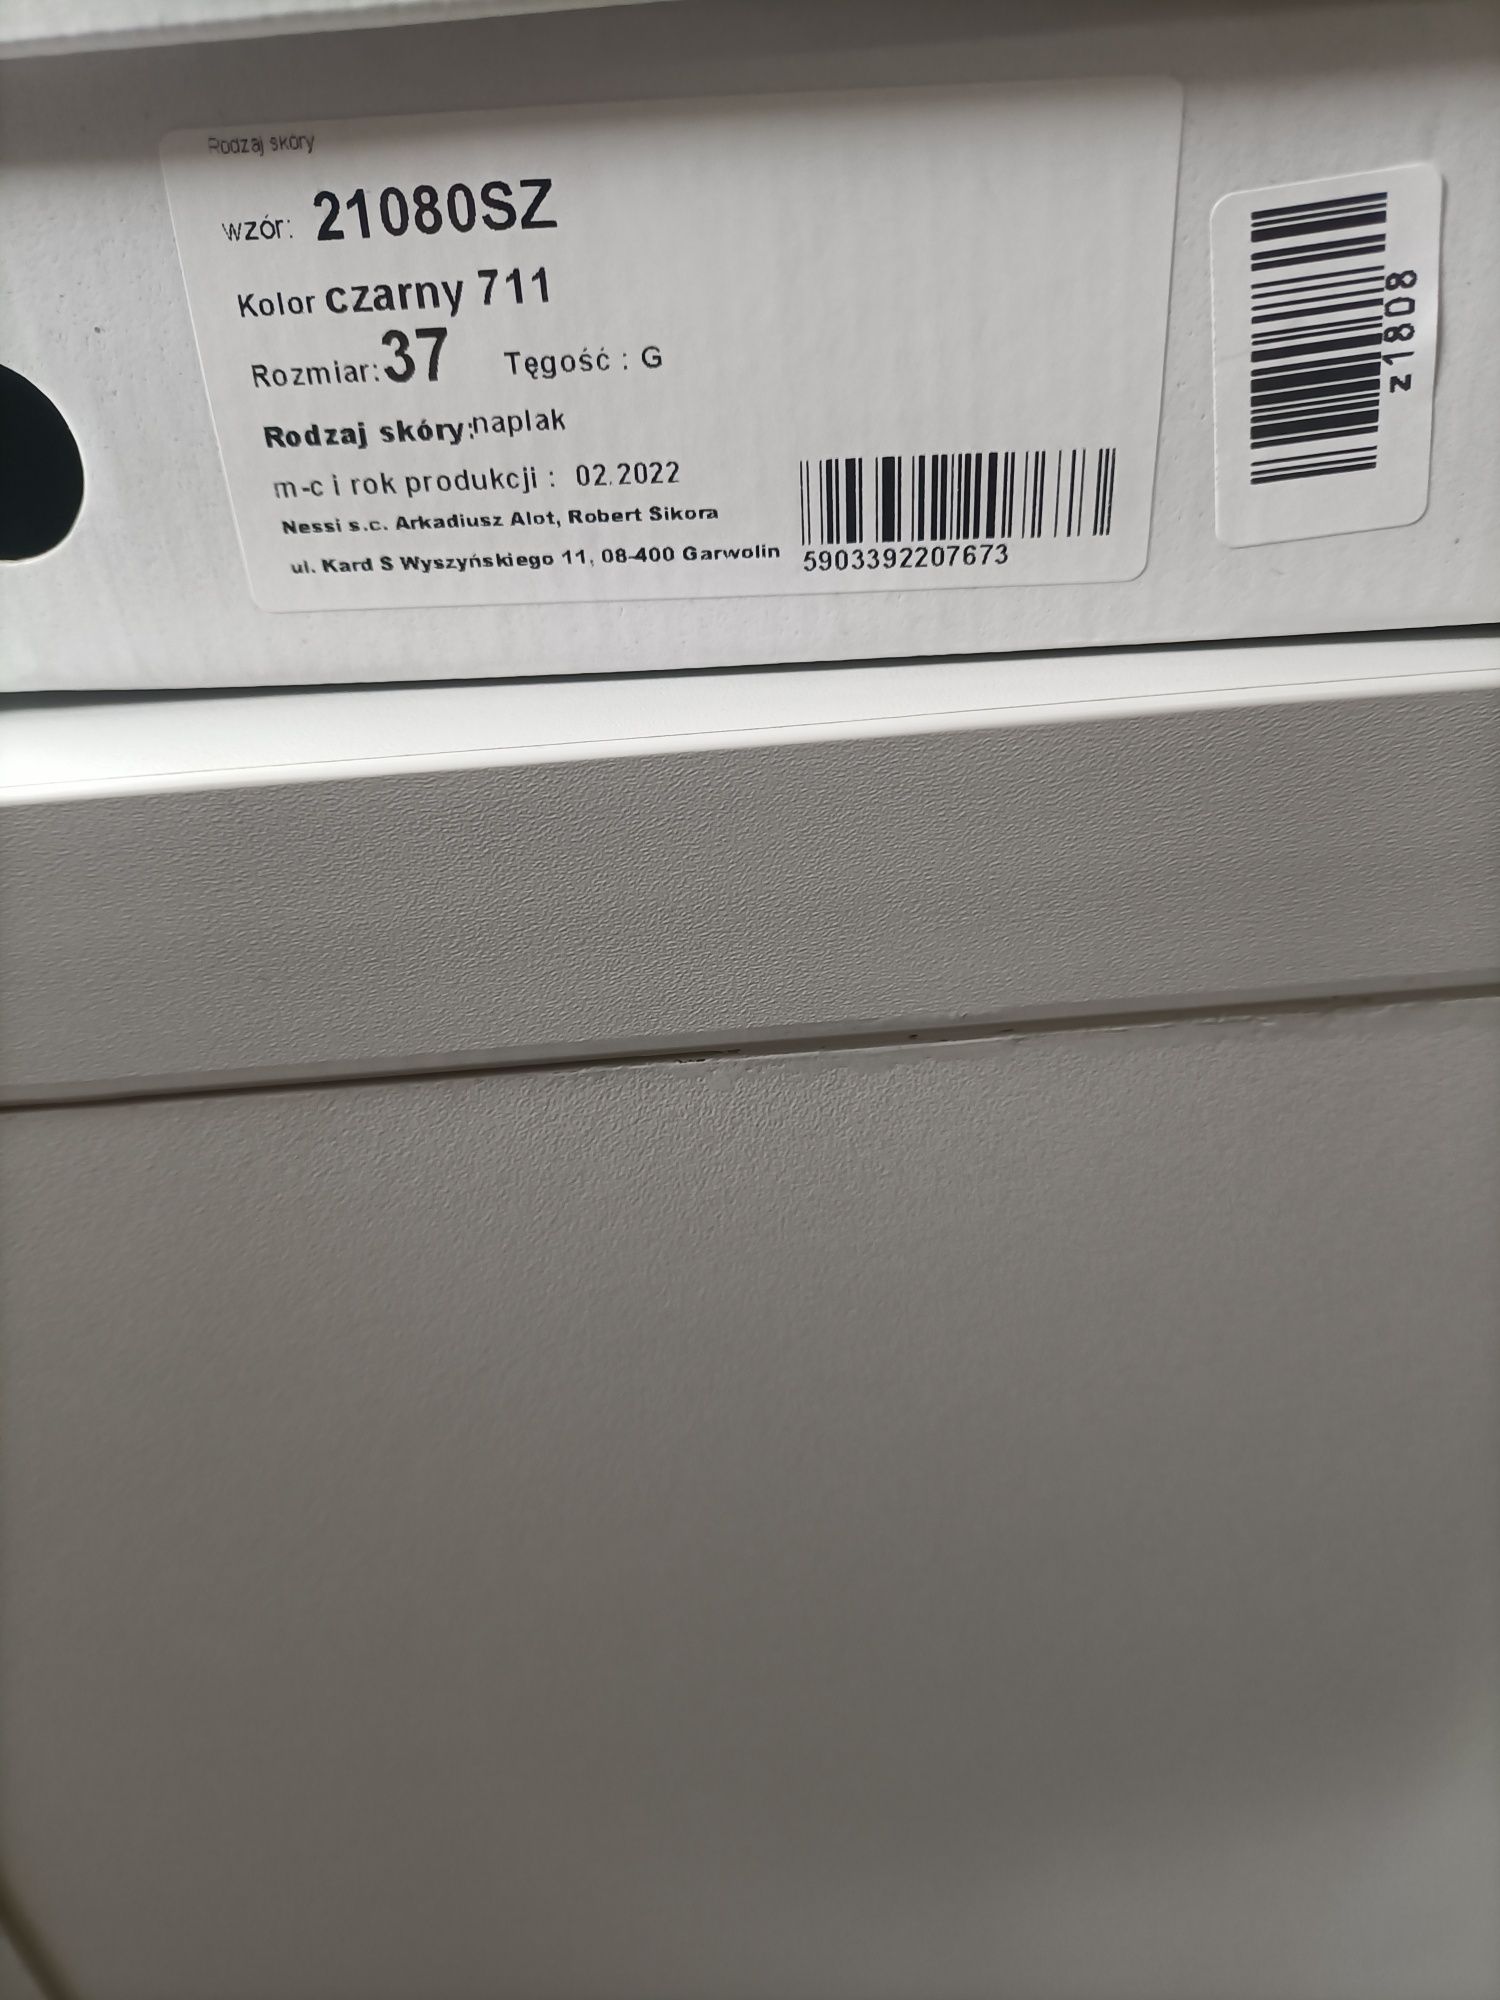 Rodzaj skóry
wzór: 21080SZ
Kolor czarny 711
Rozmiar: 37 Tęgość : G
Rodzaj skóry: naplak
m-c i rok produkcji : 02.2022
Nessi s.c. Arkadiusz Alot, Robert Sikora
ul. Kard S Wyszyńskiego 11, 08-400 Garwolin
5903392207673
z1808